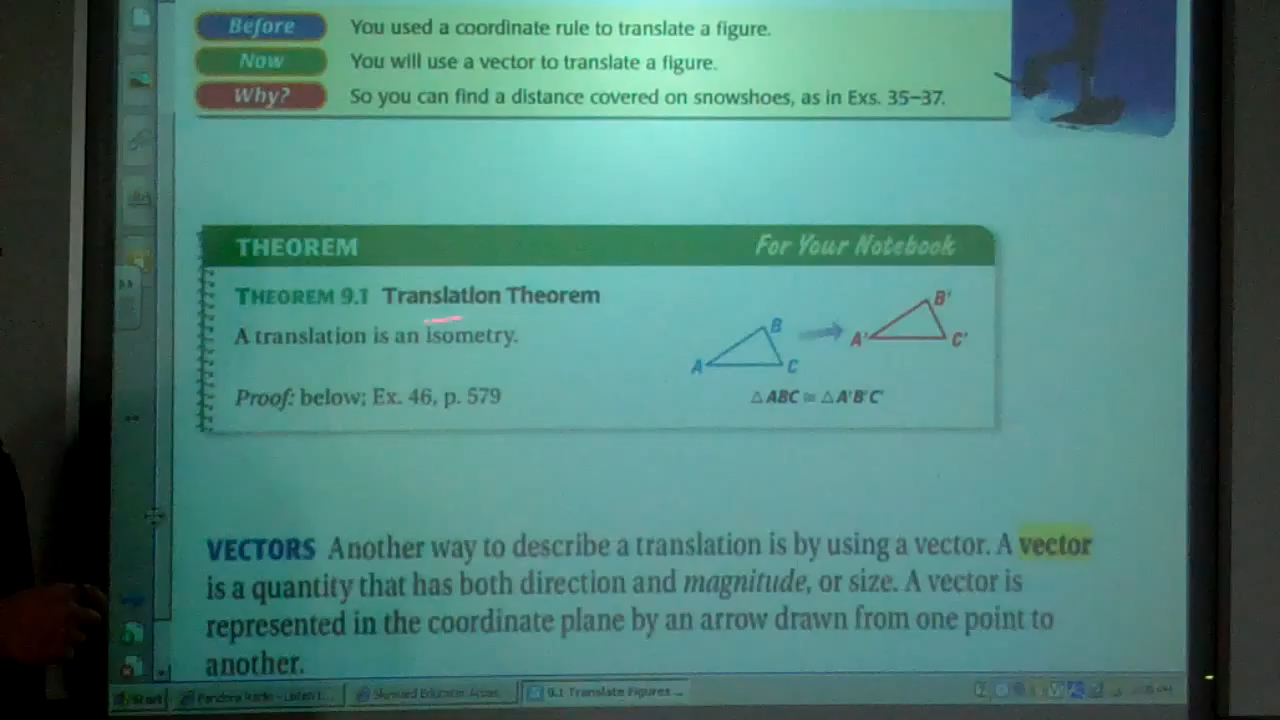 Before You used a coordinate rule to translate a figure.
Now You will use a vector to translate a figure.
Why? So you can find a distance covered on snowshoes, as in Exs. 35–37.
THEOREM For Your Notebook
THEOREM 9.1 Translation Theorem
A translation is an isometry.
Proof: below; Ex. 46, p. 579
A B C
A' B' C'
△ABC ≅ △A'B'C'
VECTORS Another way to describe a translation is by using a vector. A vector
is a quantity that has both direction and magnitude, or size. A vector is
represented in the coordinate plane by an arrow drawn from one point to
another.
9.1 Translate Figures ...